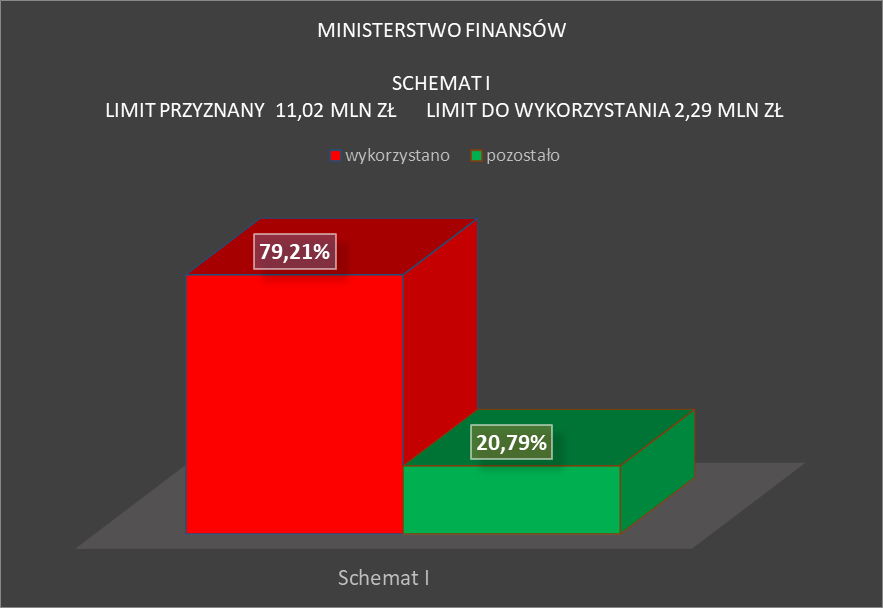 MINISTERSTWO FINANSÓW
SCHEMAT I
LIMIT PRZYZNANY 11,02 MLN ZŁ LIMIT DO WYKORZYSTANIA 2,29 MLN ZŁ
wykorzystano pozostało
79,21%
20,79%
Schemat I